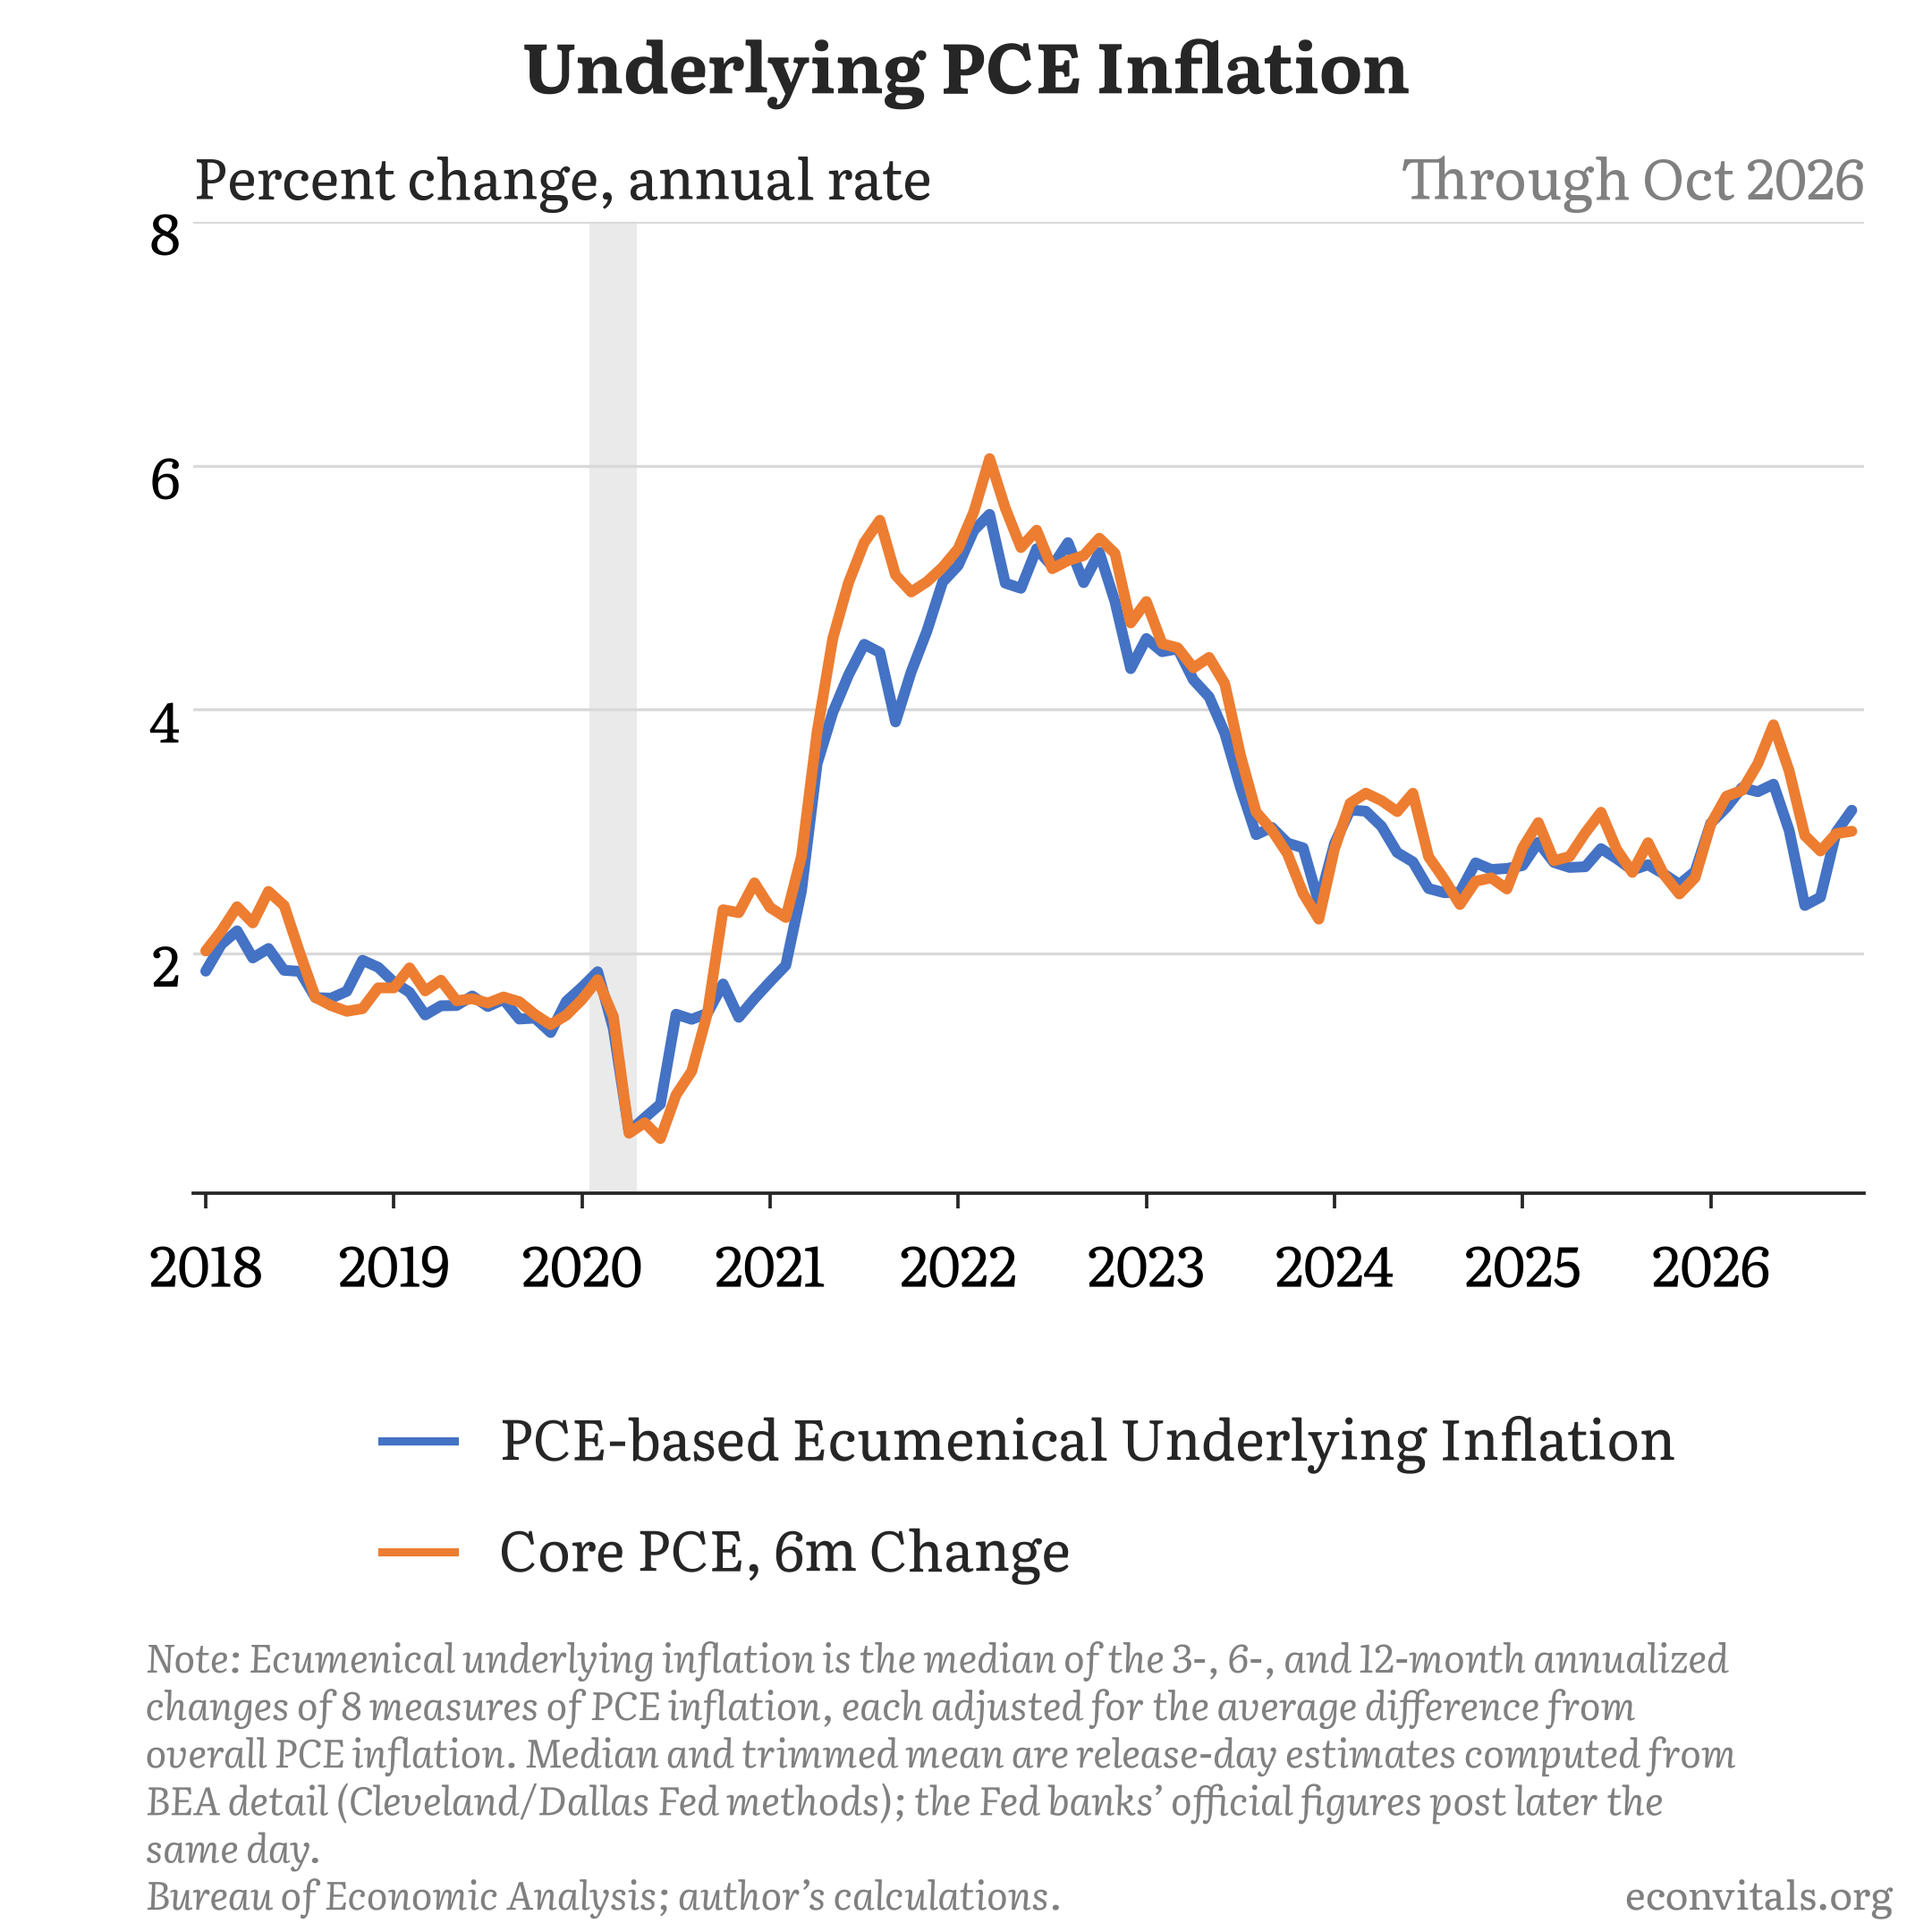 Underlying PCE Inflation
Percent change, annual rate
Through Oct 2026
8
6
4
2
2018 2019 2020 2021 2022 2023 2024 2025 2026
PCE-based Ecumenical Underlying Inflation
Core PCE, 6m Change
Note: Ecumenical underlying inflation is the median of the 3-, 6-, and 12-month annualized
changes of 8 measures of PCE inflation, each adjusted for the average difference from
overall PCE inflation. Median and trimmed mean are release-day estimates computed from
BEA detail (Cleveland/Dallas Fed methods); the Fed banks’ official figures post later the
same day.
Bureau of Economic Analysis; author’s calculations.
econvitals.org